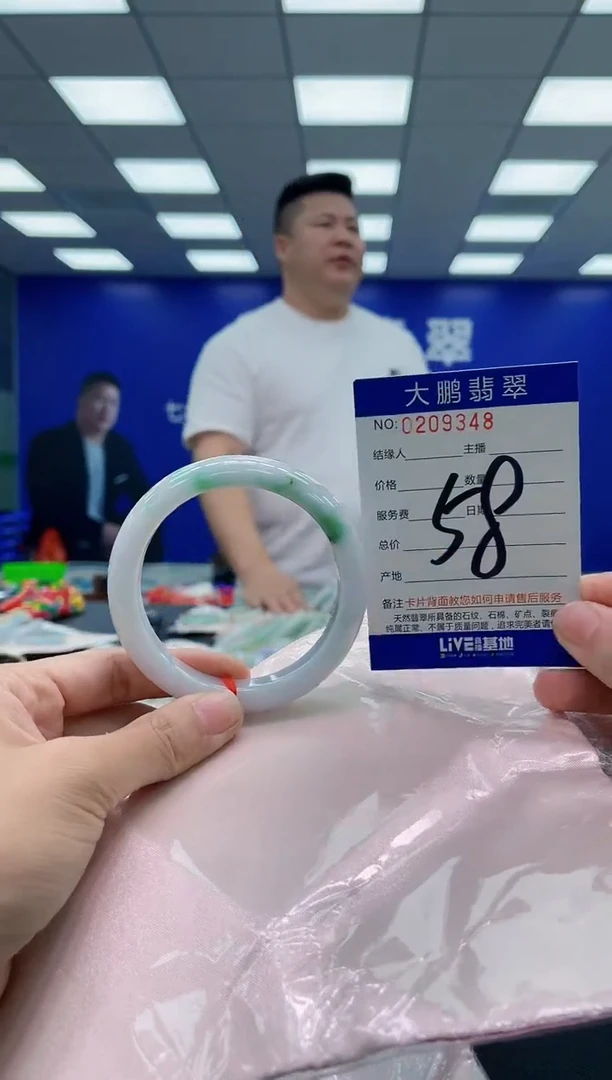 翠
七
大鹏翡翠
NO: 0209348
结缘人 主播
价格 数量
服务费 日期
58
总价
产地
备注 卡片背面教您如何申请售后服务
天然翡翠所具备的石纹、石棉、矿点、裂
纯属正常，不属于质量问题，追求完美者请
LiVE 基地